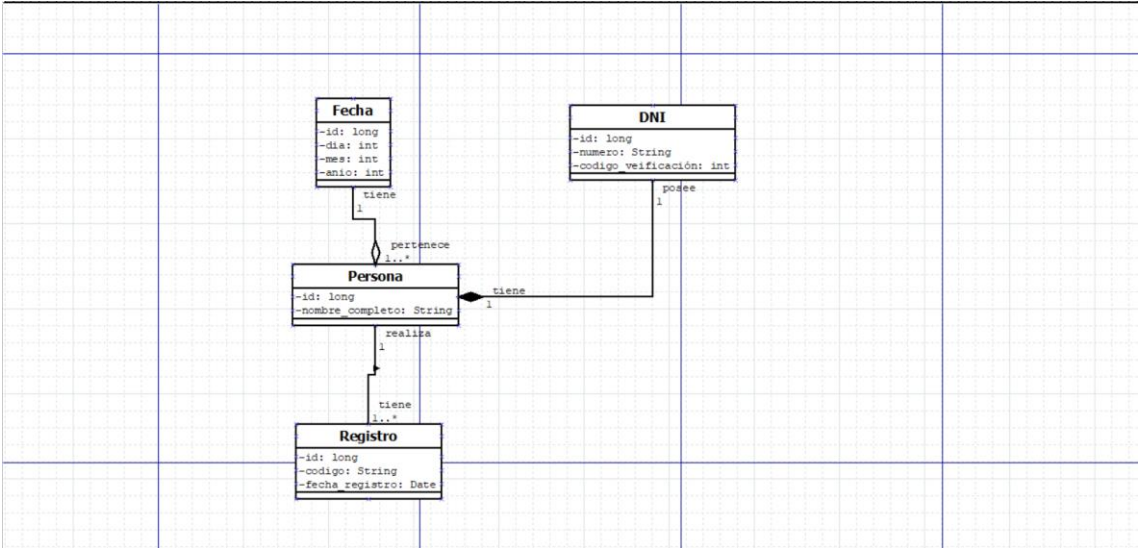 Fecha
-id: long
-dia: int
-mes: int
-anio: int
tiene
1
DNI
-id: long
-numero: String
-codigo_veificación: int
posee
1
pertenece
1..*
Persona
-id: long
-nombre_completo: String
tiene
1
realiza
1
tiene
1..*
Registro
-id: long
-codigo: String
-fecha_registro: Date